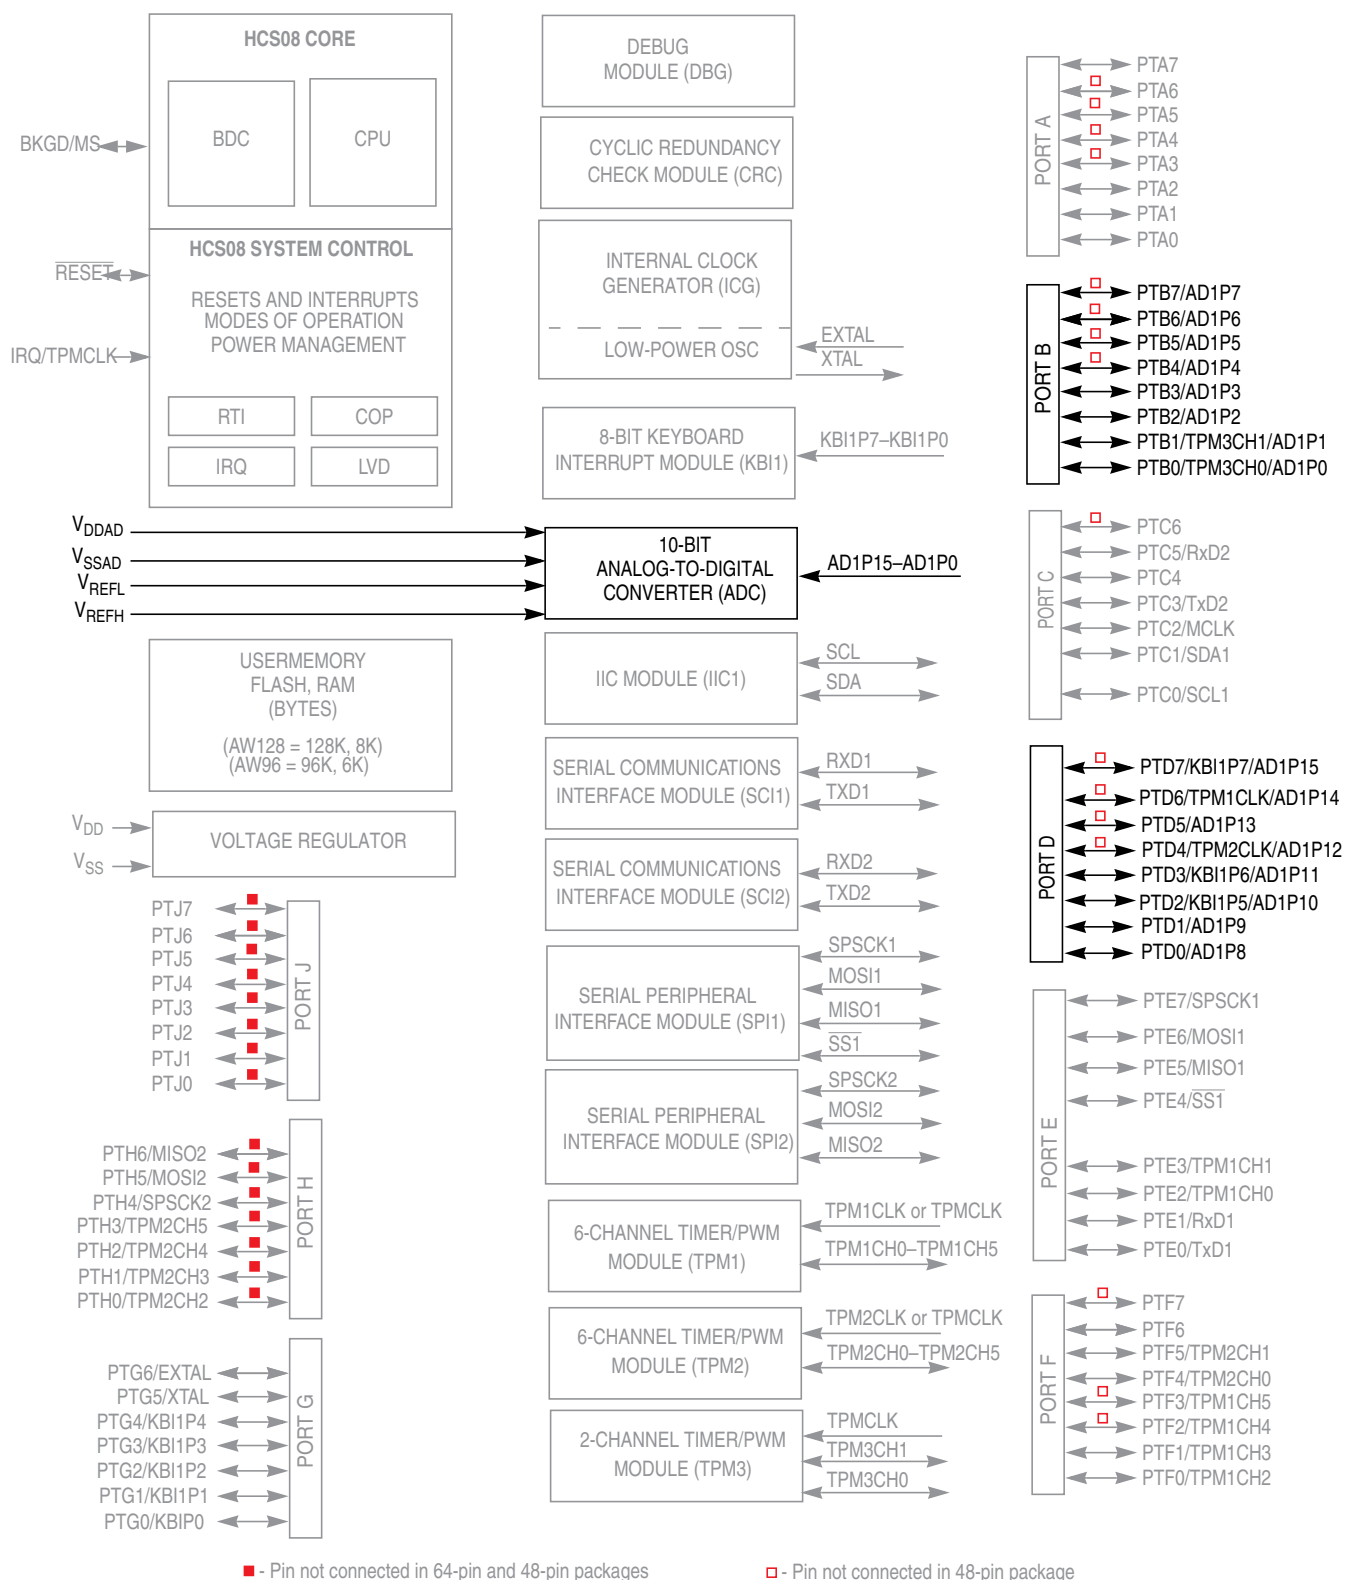 HCS08 CORE
BDC
CPU
BKGD/MS
HCS08 SYSTEM CONTROL
RESET
RESETS AND INTERRUPTS
MODES OF OPERATION
POWER MANAGEMENT
IRQ/TPMCLK
RTI
COP
IRQ
LVD
VDDAD
VSSAD
VREFL
VREFH
USERMEMORY
FLASH, RAM
(BYTES)
(AW128 = 128K, 8K)
(AW96 = 96K, 6K)
VDD
VSS
VOLTAGE REGULATOR
PTJ7
PTJ6
PTJ5
PTJ4
PTJ3
PTJ2
PTJ1
PTJ0
PORT J
PTH6/MISO2
PTH5/MOSI2
PTH4/SPSCK2
PTH3/TPM2CH5
PTH2/TPM2CH4
PTH1/TPM2CH3
PTH0/TPM2CH2
PORT H
PTG6/EXTAL
PTG5/XTAL
PTG4/KBI1P4
PTG3/KBI1P3
PTG2/KBI1P2
PTG1/KBI1P1
PTG0/KBIP0
PORT G
DEBUG
MODULE (DBG)
CYCLIC REDUNDANCY
CHECK MODULE (CRC)
INTERNAL CLOCK
GENERATOR (ICG)
LOW-POWER OSC
EXTAL
XTAL
8-BIT KEYBOARD
INTERRUPT MODULE (KBI1)
KBI1P7–KBI1P0
10-BIT
ANALOG-TO-DIGITAL
CONVERTER (ADC)
AD1P15–AD1P0
IIC MODULE (IIC1)
SCL
SDA
SERIAL COMMUNICATIONS
INTERFACE MODULE (SCI1)
RXD1
TXD1
SERIAL COMMUNICATIONS
INTERFACE MODULE (SCI2)
RXD2
TXD2
SERIAL PERIPHERAL
INTERFACE MODULE (SPI1)
SPSCK1
MOSI1
MISO1
SS1
SERIAL PERIPHERAL
INTERFACE MODULE (SPI2)
SPSCK2
MOSI2
MISO2
6-CHANNEL TIMER/PWM
MODULE (TPM1)
TPM1CLK or TPMCLK
TPM1CH0–TPM1CH5
6-CHANNEL TIMER/PWM
MODULE (TPM2)
TPM2CLK or TPMCLK
TPM2CH0–TPM2CH5
2-CHANNEL TIMER/PWM
MODULE (TPM3)
TPMCLK
TPM3CH1
TPM3CH0
PORT A
PTA7
PTA6
PTA5
PTA4
PTA3
PTA2
PTA1
PTA0
PORT B
PTB7/AD1P7
PTB6/AD1P6
PTB5/AD1P5
PTB4/AD1P4
PTB3/AD1P3
PTB2/AD1P2
PTB1/TPM3CH1/AD1P1
PTB0/TPM3CH0/AD1P0
PORT C
PTC6
PTC5/RxD2
PTC4
PTC3/TxD2
PTC2/MCLK
PTC1/SDA1
PTC0/SCL1
PORT D
PTD7/KBI1P7/AD1P15
PTD6/TPM1CLK/AD1P14
PTD5/AD1P13
PTD4/TPM2CLK/AD1P12
PTD3/KBI1P6/AD1P11
PTD2/KBI1P5/AD1P10
PTD1/AD1P9
PTD0/AD1P8
PORT E
PTE7/SPSCK1
PTE6/MOSI1
PTE5/MISO1
PTE4/SS1
PTE3/TPM1CH1
PTE2/TPM1CH0
PTE1/RxD1
PTE0/TxD1
PORT F
PTF7
PTF6
PTF5/TPM2CH1
PTF4/TPM2CH0
PTF3/TPM1CH5
PTF2/TPM1CH4
PTF1/TPM1CH3
PTF0/TPM1CH2
- Pin not connected in 64-pin and 48-pin packages
- Pin not connected in 48-pin package